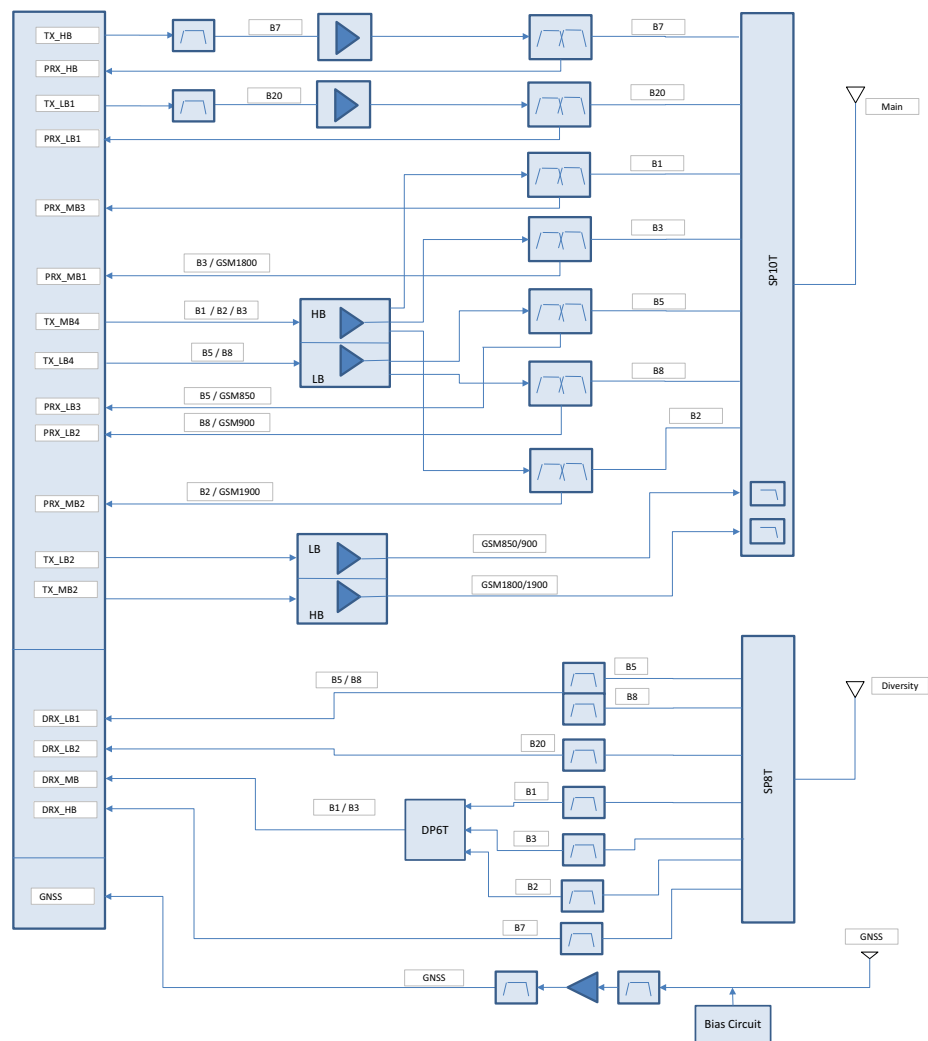 TX_HB
B7
B7
PRX_HB
TX_LB1
B20
B20
Main
PRX_LB1
B1
PRX_MB3
B3
B3 / GSM1800
PRX_MB1
SP10T
B1 / B2 / B3
TX_MB4
HB
B5
B5 / B8
TX_LB4
LB
B8
B5 / GSM850
PRX_LB3
B8 / GSM900
PRX_LB2
B2
B2 / GSM1900
PRX_MB2
GSM850/900
LB
TX_LB2
GSM1800/1900
TX_MB2
HB
B5
B5 / B8
Diversity
B8
DRX_LB1
B20
DRX_LB2
DRX_MB
SP8T
B1
B1 / B3
DRX_HB
DP6T
B3
B2
GNSS
B7
GNSS
GNSS
Bias Circuit